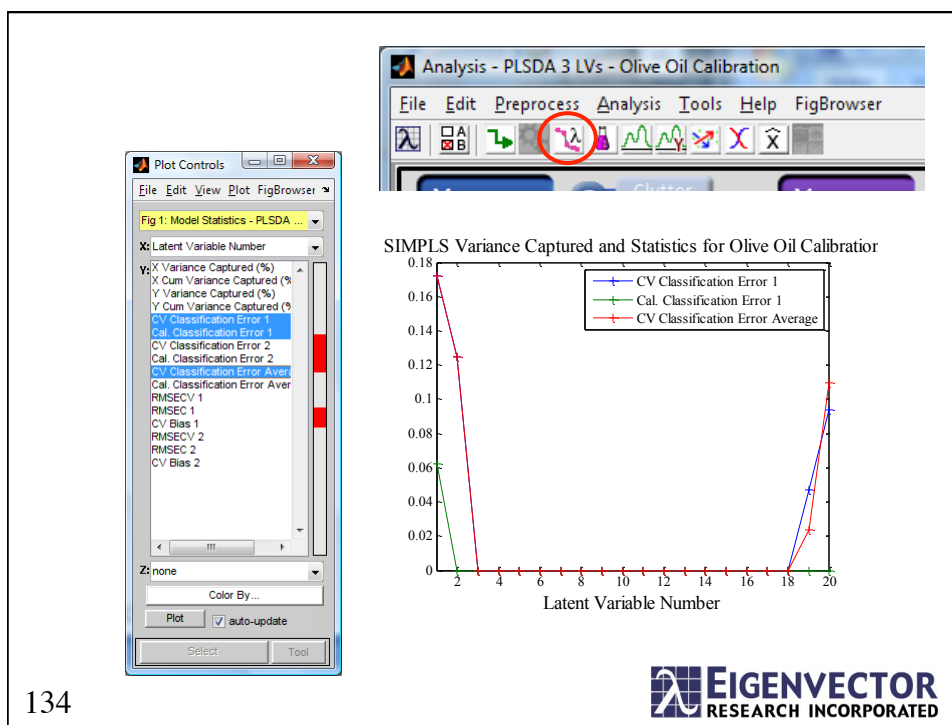 Analysis - PLSDA 3 LVs - Olive Oil Calibration
File Edit Preprocess Analysis Tools Help FigBrowser
Clutter
Plot Controls
File Edit View Plot FigBrowser
Fig 1: Model Statistics - PLSDA ...
X: Latent Variable Number
Y: X Variance Captured (%)
X Cum Variance Captured (%
Y Variance Captured (%)
Y Cum Variance Captured (%
CV Classification Error 1
Cal. Classification Error 1
CV Classification Error 2
Cal. Classification Error 2
CV Classification Error Avera
Cal. Classification Error Aver
RMSECV 1
RMSEC 1
CV Bias 1
RMSECV 2
RMSEC 2
CV Bias 2
Z: none
Color By...
Plot auto-update
Select Tool
SIMPLS Variance Captured and Statistics for Olive Oil Calibration
CV Classification Error 1
Cal. Classification Error 1
CV Classification Error Average
0.18
0.16
0.14
0.12
0.1
0.08
0.06
0.04
0.02
0
2 4 6 8 10 12 14 16 18 20
Latent Variable Number
134
EIGENVECTOR
RESEARCH INCORPORATED